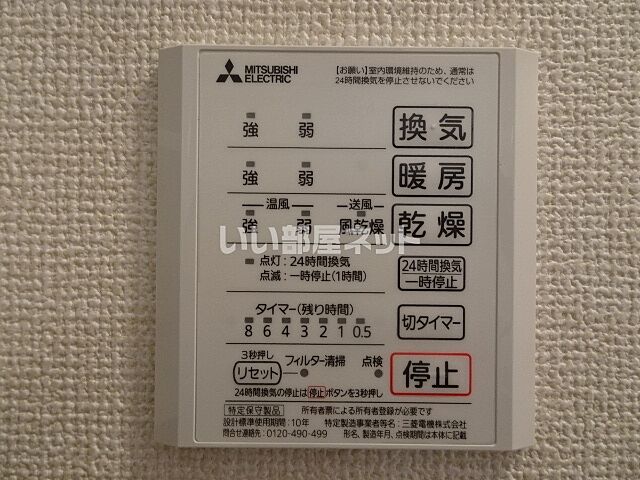 MITSUBISHI
ELECTRIC
【お願い】室内環境維持のため、通常は
24時間換気を停止させないでください
強 弱 換気
強 弱 暖房
温風 送風
強 弱 風乾燥 乾燥
いい部屋ネット
点灯:24時間換気
点滅:一時停止(1時間)
24時間換気
一時停止
タイマー(残り時間)
8 6 4 3 2 1 0.5
切タイマー
3秒押し
リセット フィルター清掃 点検
停止
24時間換気の停止は停止ボタンを3秒押し
特定保守製品 所有者票による所有者登録が必要です
設計標準使用期間:10年 特定製造事業者等名:三菱電機株式会社
問合せ連絡先:0120-490-499 形名、製造年月、点検期間は本体に記載